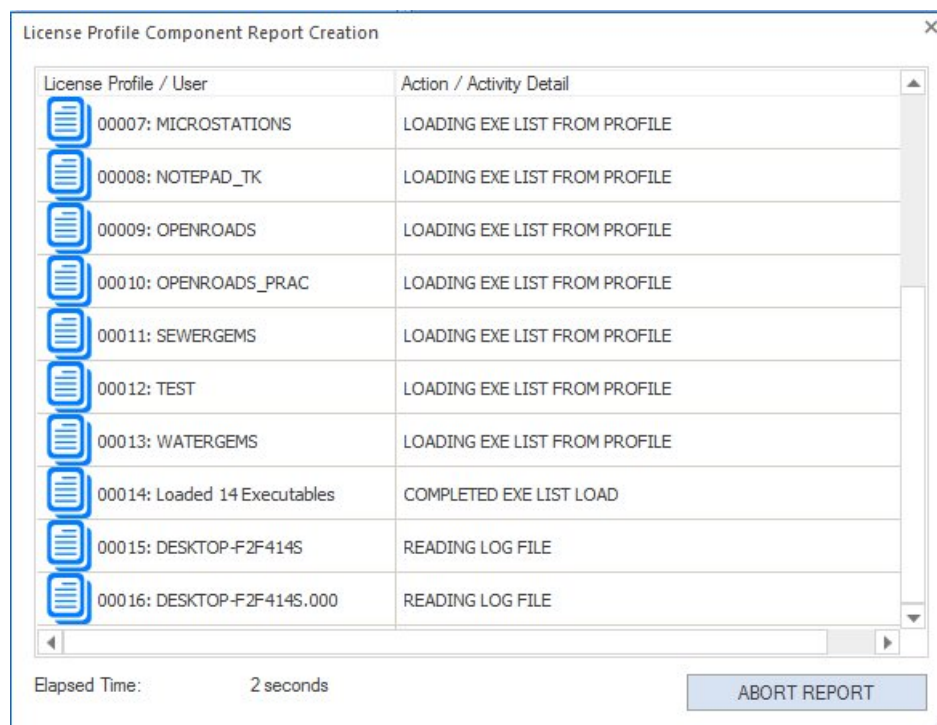 License Profile Component Report Creation
License Profile / User Action / Activity Detail
00007: MICROSTATIONS LOADING EXE LIST FROM PROFILE
00008: NOTEPAD_TK LOADING EXE LIST FROM PROFILE
00009: OPENROADS LOADING EXE LIST FROM PROFILE
00010: OPENROADS_PRAC LOADING EXE LIST FROM PROFILE
00011: SEWERGEMS LOADING EXE LIST FROM PROFILE
00012: TEST LOADING EXE LIST FROM PROFILE
00013: WATERGEMS LOADING EXE LIST FROM PROFILE
00014: Loaded 14 Executables COMPLETED EXE LIST LOAD
00015: DESKTOP-F2F414S READING LOG FILE
00016: DESKTOP-F2F414S.000 READING LOG FILE
Elapsed Time: 2 seconds ABORT REPORT